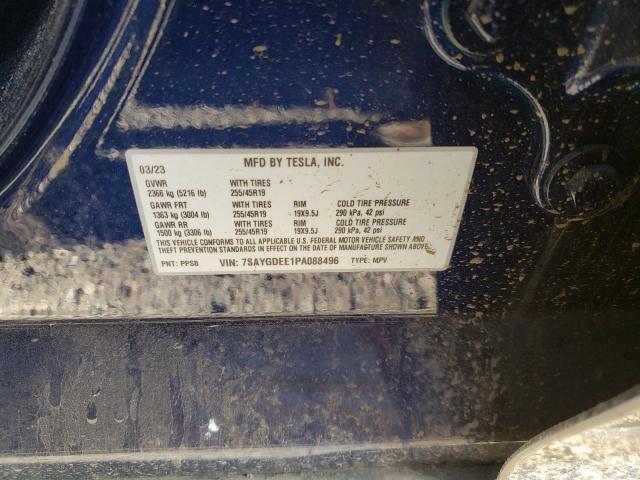 03/23 MFD BY TESLA, INC.
GVWR WITH TIRES
2366 kg (5216 lb) 255/45R19
GAWR FRT WITH TIRES RIM COLD TIRE PRESSURE
1363 kg (3004 lb) 255/45R19 19X9.5J 290 kPa, 42 psi
GAWR RR WITH TIRES RIM COLD TIRE PRESSURE
1500 kg (3306 lb) 255/45R19 19X9.5J 290 kPa, 42 psi
THIS VEHICLE CONFORMS TO ALL APPLICABLE U.S. FEDERAL MOTOR VEHICLE SAFETY AND
THEFT PREVENTION STANDARDS IN EFFECT ON THE DATE OF MANUFACTURE SHOWN ABOVE.
PNT: PPSB VIN: 7SAYGDEE1PA088496 TYPE: MPV